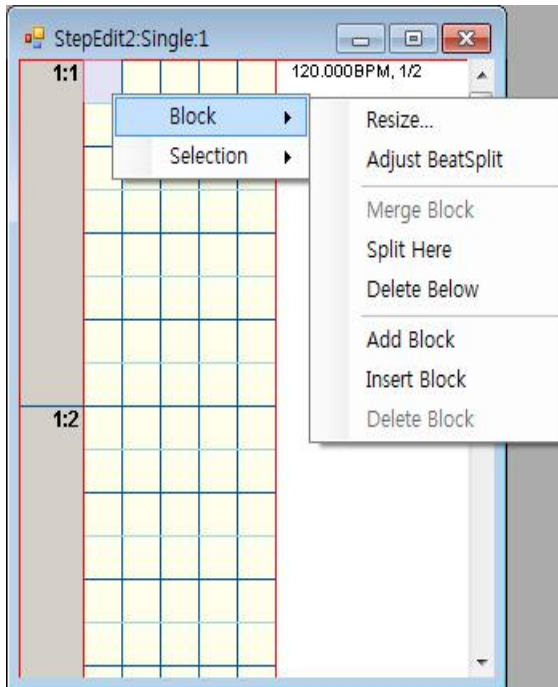 StepEdit2:Single:1
1:1
120.000BPM, 1/2
Block
Selection
Resize...
Adjust BeatSplit
Merge Block
Split Here
Delete Below
Add Block
Insert Block
Delete Block
1:2